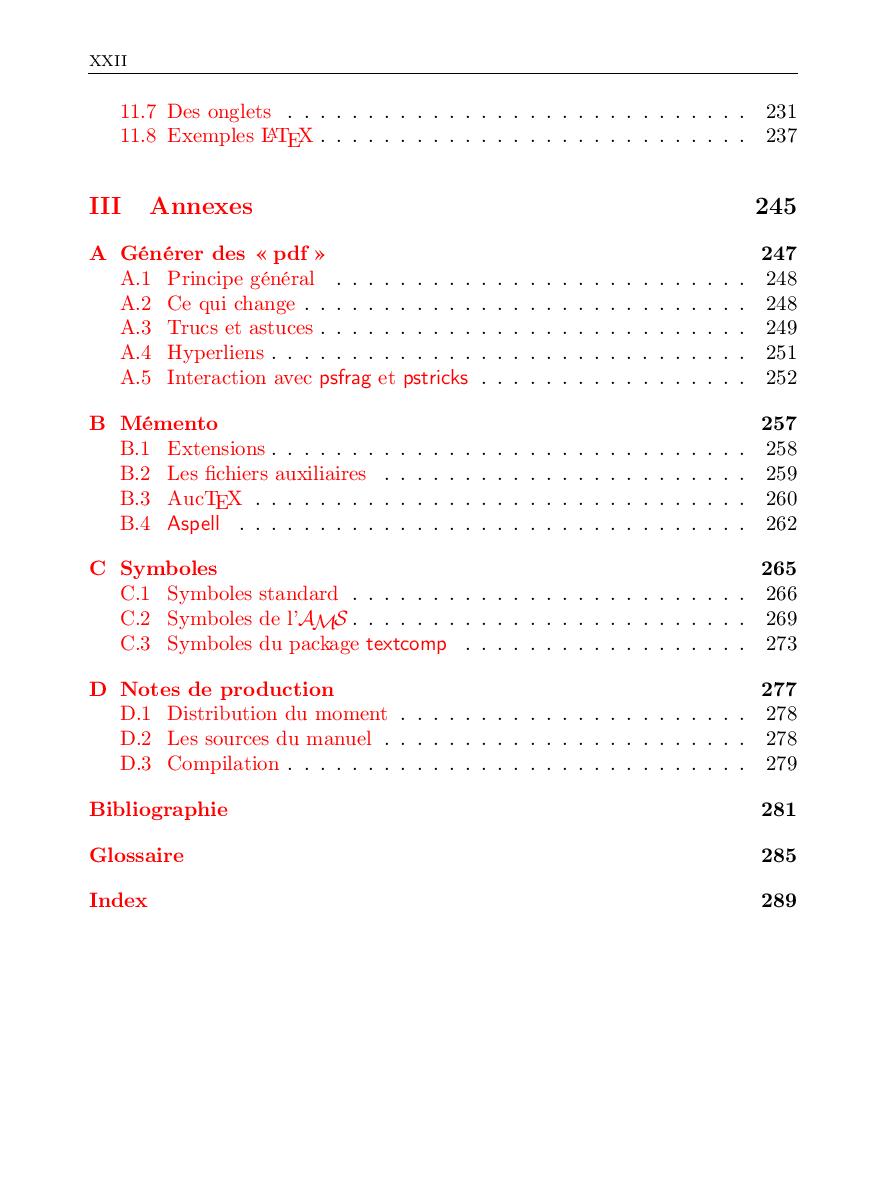 XXII
11.7 Des onglets . . . . . . . . . . . . . . . . . . . . . . . . . . . . . 231
11.8 Exemples LATEX . . . . . . . . . . . . . . . . . . . . . . . . . . . 237
III Annexes 245
A Générer des « pdf » 247
A.1 Principe général . . . . . . . . . . . . . . . . . . . . . . . . . . 248
A.2 Ce qui change . . . . . . . . . . . . . . . . . . . . . . . . . . . . 248
A.3 Trucs et astuces . . . . . . . . . . . . . . . . . . . . . . . . . . . 249
A.4 Hyperliens . . . . . . . . . . . . . . . . . . . . . . . . . . . . . . 251
A.5 Interaction avec psfrag et pstricks . . . . . . . . . . . . . . . . . 252
B Mémento 257
B.1 Extensions . . . . . . . . . . . . . . . . . . . . . . . . . . . . . . 258
B.2 Les fichiers auxiliaires . . . . . . . . . . . . . . . . . . . . . . . 259
B.3 AucTEX . . . . . . . . . . . . . . . . . . . . . . . . . . . . . . . 260
B.4 Aspell . . . . . . . . . . . . . . . . . . . . . . . . . . . . . . . . 262
C Symboles 265
C.1 Symboles standard . . . . . . . . . . . . . . . . . . . . . . . . . 266
C.2 Symboles de l'AMS . . . . . . . . . . . . . . . . . . . . . . . . . 269
C.3 Symboles du package textcomp . . . . . . . . . . . . . . . . . . 273
D Notes de production 277
D.1 Distribution du moment . . . . . . . . . . . . . . . . . . . . . . 278
D.2 Les sources du manuel . . . . . . . . . . . . . . . . . . . . . . . 278
D.3 Compilation . . . . . . . . . . . . . . . . . . . . . . . . . . . . . 279
Bibliographie 281
Glossaire 285
Index 289